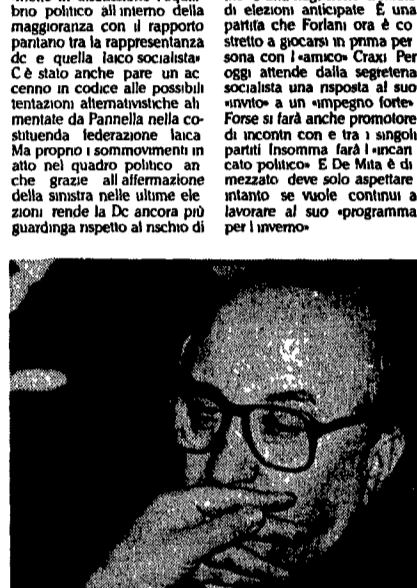 brio politico all interno della
maggioranza con il rapporto
paritario tra la rappresentanza
dc e quella laico socialista»
C è stato anche pare un ac
cenno in codice alle possibili
tentazioni alternativistiche ali
mentate da Pannella nella co-
stituenda federazione laica
Ma proprio i sommovimenti in
atto nel quadro politico an
che grazie all affermazione
della sinistra nelle ultime ele
zioni rende la Dc ancora più
guardinga rispetto al rischio di
di elezioni anticipate È una
partita che Forlani ora è co
stretto a giocarsi in prima per
sona con l «amico» Craxi Per
oggi attende dalla segreteria
socialista una risposta al suo
«invito» a un «impegno forte»
Forse si farà anche promotore
di incontri con e tra i singoli
partiti Insomma farà l «incan
cato politico» E De Mita è di
mezzato deve solo aspettare
intanto se vuole continui a
lavorare al suo «programma
per l inverno»